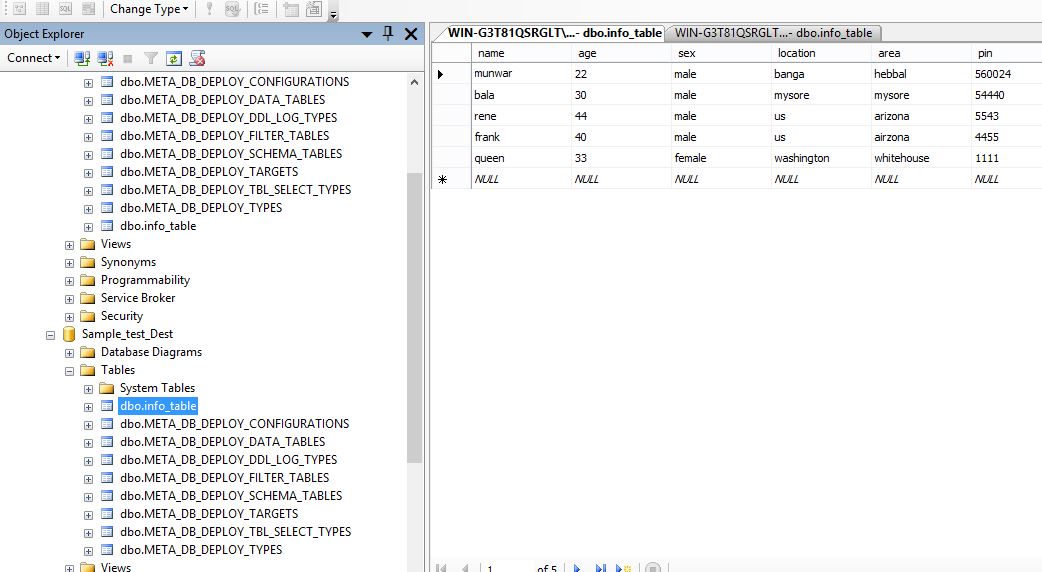 Change Type
Object Explorer
Connect
dbo.META_DB_DEPLOY_CONFIGURATIONS
dbo.META_DB_DEPLOY_DATA_TABLES
dbo.META_DB_DEPLOY_DDL_LOG_TYPES
dbo.META_DB_DEPLOY_FILTER_TABLES
dbo.META_DB_DEPLOY_SCHEMA_TABLES
dbo.META_DB_DEPLOY_TARGETS
dbo.META_DB_DEPLOY_TBL_SELECT_TYPES
dbo.META_DB_DEPLOY_TYPES
dbo.info_table
Views
Synonyms
Programmability
Service Broker
Security
Sample_test_Dest
Database Diagrams
Tables
System Tables
dbo.info_table
dbo.META_DB_DEPLOY_CONFIGURATIONS
dbo.META_DB_DEPLOY_DATA_TABLES
dbo.META_DB_DEPLOY_DDL_LOG_TYPES
dbo.META_DB_DEPLOY_FILTER_TABLES
dbo.META_DB_DEPLOY_SCHEMA_TABLES
dbo.META_DB_DEPLOY_TARGETS
dbo.META_DB_DEPLOY_TBL_SELECT_TYPES
dbo.META_DB_DEPLOY_TYPES
Views
WIN-G3T81QSRGLT\...- dbo.info_table WIN-G3T81QSRGLT...- dbo.info_table
name age sex location area pin
munwar 22 male banga hebbal 560024
bala 30 male mysore mysore 54440
rene 44 male us arizona 5543
frank 40 male us airzona 4455
queen 33 female washington whitehouse 1111
NULL NULL NULL NULL NULL NULL
1 of 5